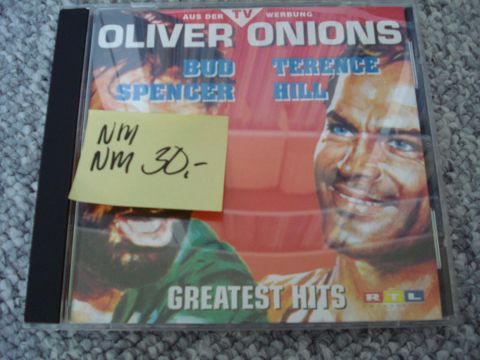 AUS DER TV WERBUNG
OLIVER ONIONS
BUD TERENCE
SPENCER HILL
NM
NM 30,-
GREATEST HITS
RTL